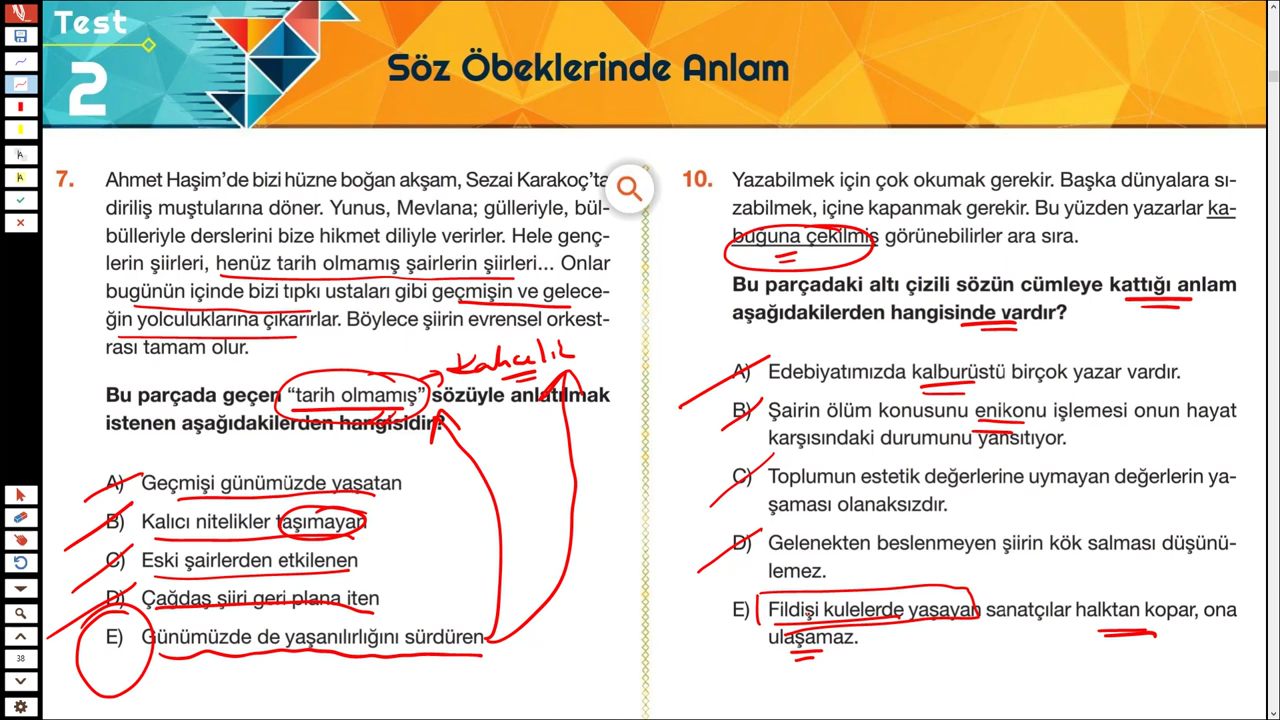 Test
2
Söz Öbeklerinde Anlam
7. Ahmet Haşim’de bizi hüzne boğan akşam, Sezai Karakoç’ta
diriliş muştularına döner. Yunus, Mevlana; gülleriyle, bül-
bülleriyle derslerini bize hikmet diliyle verirler. Hele genç-
lerin şiirleri, henüz tarih olmamış şairlerin şiirleri... Onlar
bugünün içinde bizi tıpkı ustaları gibi geçmişin ve gelece-
ğin yolculuklarına çıkarırlar. Böylece şiirin evrensel orkest-
rası tamam olur.
Kalıcılık
Bu parçada geçen “tarih olmamış” sözüyle anlatılmak
istenen aşağıdakilerden hangisidir?
A) Geçmişi günümüzde yaşatan
B) Kalıcı nitelikler taşımayan
C) Eski şairlerden etkilenen
D) Çağdaş şiiri geri plana iten
E) Günümüzde de yaşanılırlığını sürdüren
10. Yazabilmek için çok okumak gerekir. Başka dünyalara sı-
zabilmek, içine kapanmak gerekir. Bu yüzden yazarlar ka-
buğuna çekilmiş görünebilirler ara sıra.
Bu parçadaki altı çizili sözün cümleye kattığı anlam
aşağıdakilerden hangisinde vardır?
A) Edebiyatımızda kalburüstü birçok yazar vardır.
B) Şairin ölüm konusunu enikonu işlemesi onun hayat
karşısındaki durumunu yansıtıyor.
C) Toplumun estetik değerlerine uymayan değerlerin ya-
şaması olanaksızdır.
D) Gelenekten beslenmeyen şiirin kök salması düşünü-
lemez.
E) Fildişi kulelerde yaşayan sanatçılar halktan kopar, ona
ulaşamaz.
38